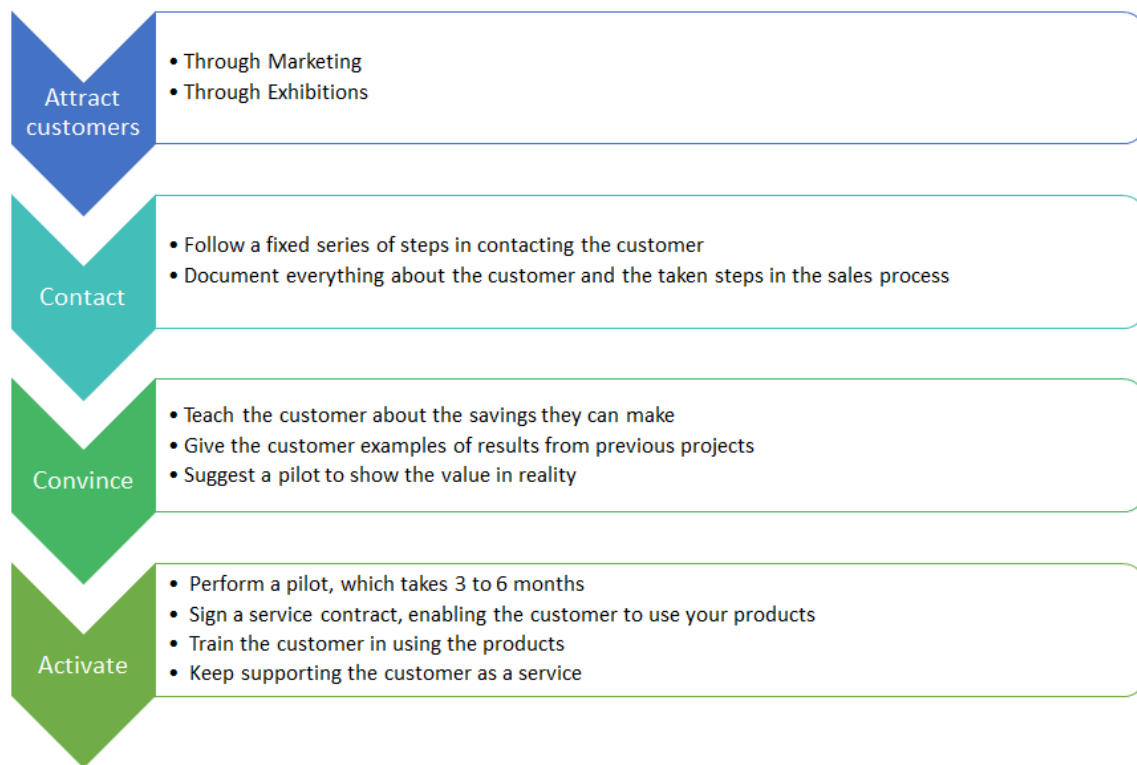 Attract
customers
• Through Marketing
• Through Exhibitions
Contact
• Follow a fixed series of steps in contacting the customer
• Document everything about the customer and the taken steps in the sales process
Convince
• Teach the customer about the savings they can make
• Give the customer examples of results from previous projects
• Suggest a pilot to show the value in reality
Activate
• Perform a pilot, which takes 3 to 6 months
• Sign a service contract, enabling the customer to use your products
• Train the customer in using the products
• Keep supporting the customer as a service